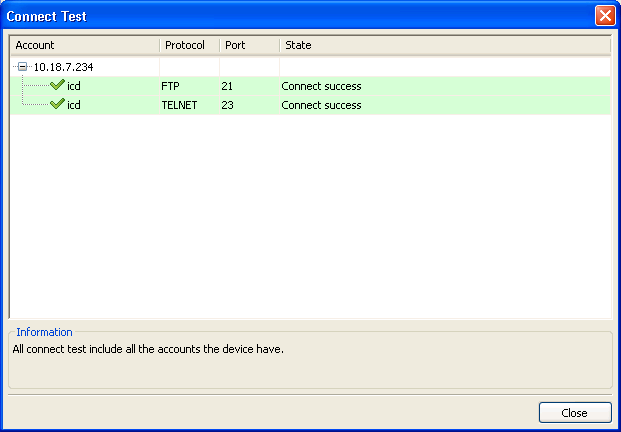 Connect Test
Account Protocol Port State
10.18.7.234
icd FTP 21 Connect success
icd TELNET 23 Connect success
Information
All connect test include all the accounts the device have.
Close